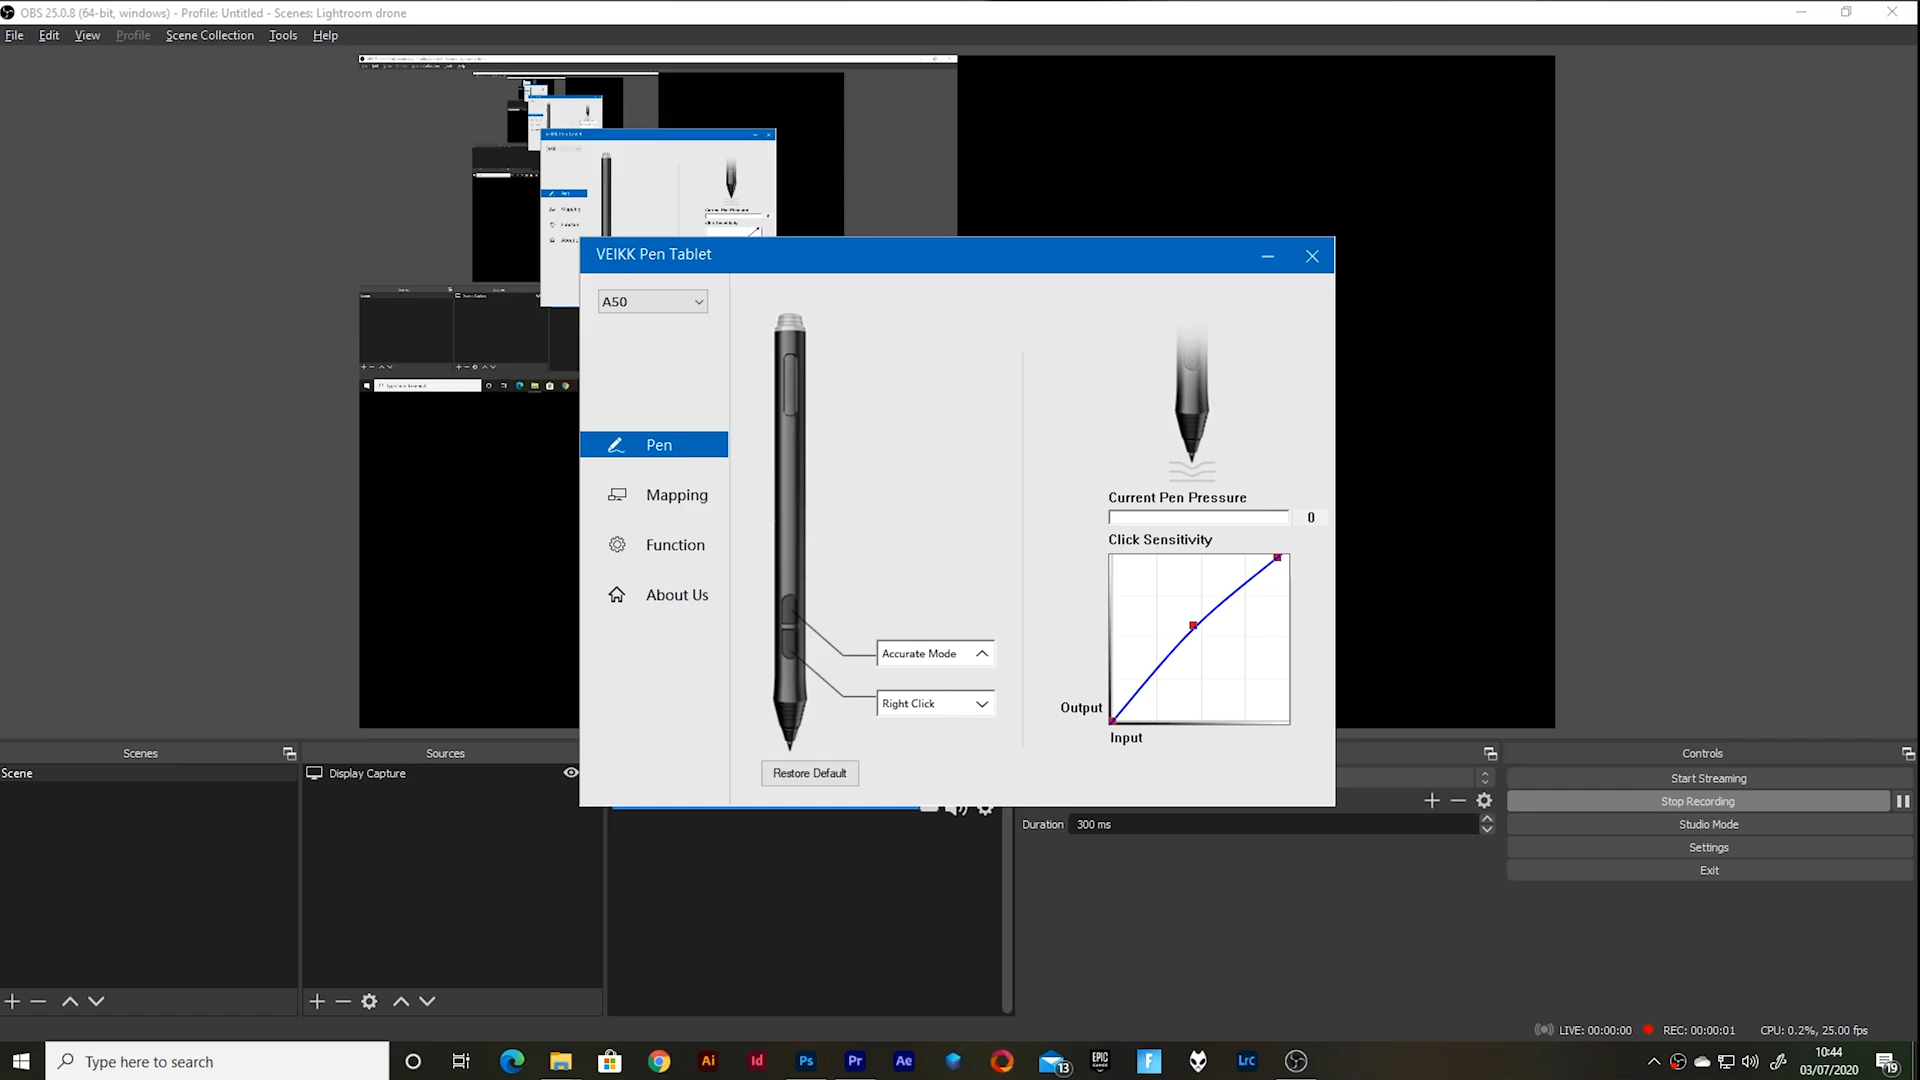 OBS 25.0.8 (64-bit, windows) - Profile: Untitled - Scenes: Lightroom drone
File Edit View Profile Scene Collection Tools Help
VEIKK Pen Tablet
A50
Pen
Mapping
Function
About Us
Accurate Mode
Right Click
Restore Default
Current Pen Pressure
0
Click Sensitivity
Output
Input
Scenes
Scene
Sources
Display Capture
Duration 300 ms
Controls
Start Streaming
Stop Recording
Studio Mode
Settings
Exit
LIVE: 00:00:00 REC: 00:00:01 CPU: 0.2%, 25.00 fps
Type here to search
Ai Id Ps Pr Ae 13 EPIC GAMES F Lrc
10:44
03/07/2020
19